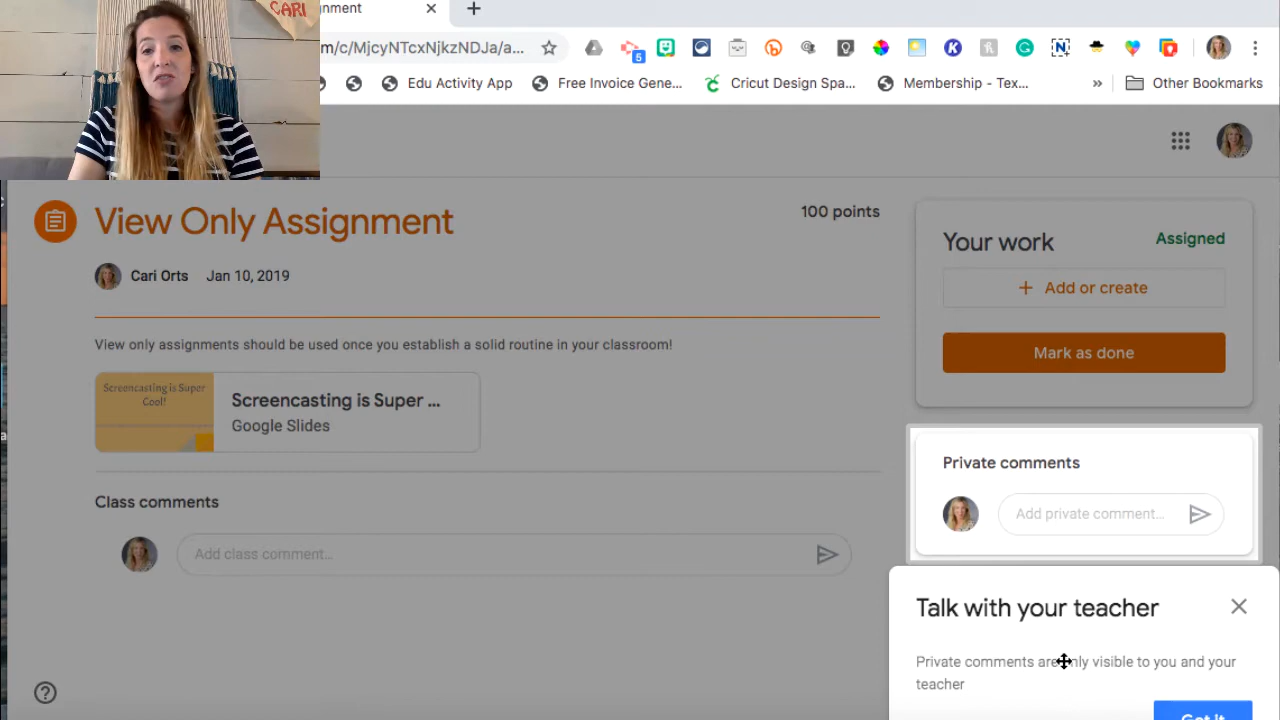 CARI
nment
om/c/MjcyNTcxNjkzNDJa/a...
5
Edu Activity App
Free Invoice Gene...
Cricut Design Spa...
Membership - Tex...
»
Other Bookmarks
View Only Assignment
100 points
Cari Orts Jan 10, 2019
View only assignments should be used once you establish a solid routine in your classroom!
Screencasting is Super
Cool!
Screencasting is Super ...
Google Slides
Class comments
Add class comment...
Your work
Assigned
+ Add or create
Mark as done
Private comments
Add private comment...
Talk with your teacher
Private comments are only visible to you and your
teacher
Got It